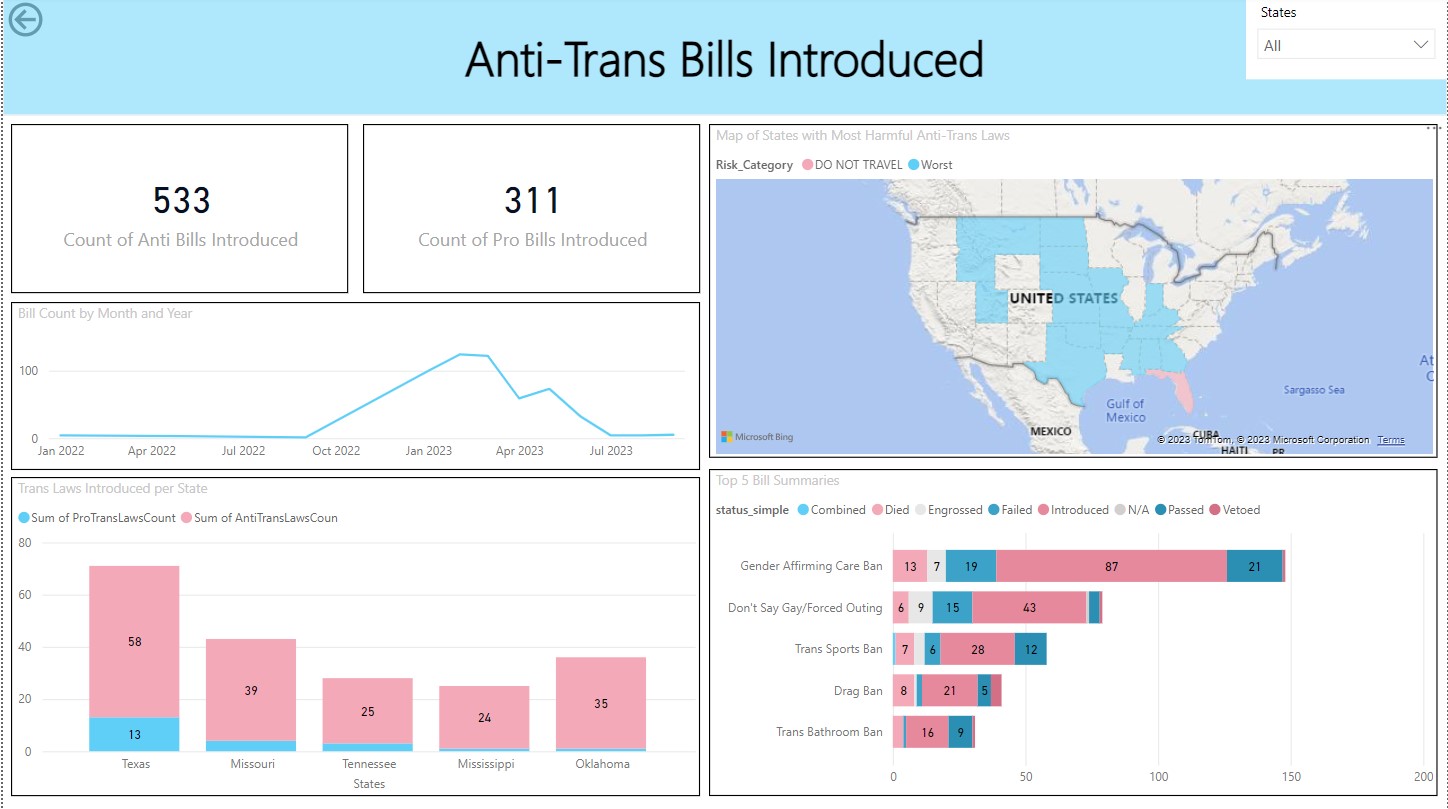 States
All
Anti-Trans Bills Introduced
533
Count of Anti Bills Introduced
311
Count of Pro Bills Introduced
Bill Count by Month and Year
100
0
Jan 2022 Apr 2022 Jul 2022 Oct 2022 Jan 2023 Apr 2023 Jul 2023
Trans Laws Introduced per State
Sum of ProTransLawsCount Sum of AntiTransLawsCoun
80
60
40
20
0
58
13
39
25
24
35
Texas Missouri Tennessee Mississippi Oklahoma
States
Map of States with Most Harmful Anti-Trans Laws
Risk_Category DO NOT TRAVEL Worst
UNITED STATES
At
C
Sargasso Sea
Gulf of
Mexico
MEXICO
CUBA
HAITI PR
Microsoft Bing
© 2023 TomTom, © 2023 Microsoft Corporation Terms
Top 5 Bill Summaries
status_simple Combined Died Engrossed Failed Introduced N/A Passed Vetoed
Gender Affirming Care Ban 13 7 19 87 21
Don't Say Gay/Forced Outing 6 9 15 43
Trans Sports Ban 7 6 28 12
Drag Ban 8 21 5
Trans Bathroom Ban 16 9
0 50 100 150 200